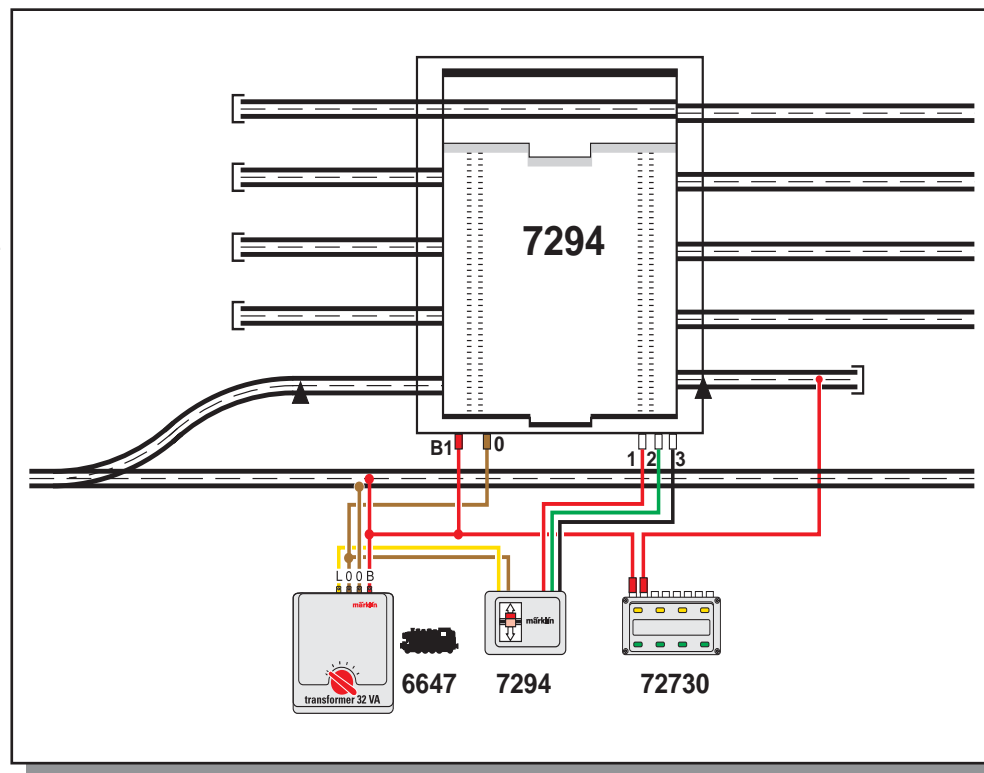 7294
B1 0 1 2 3
L 0 0 B
märklin
märklin
transformer 32 VA
6647 7294 72730